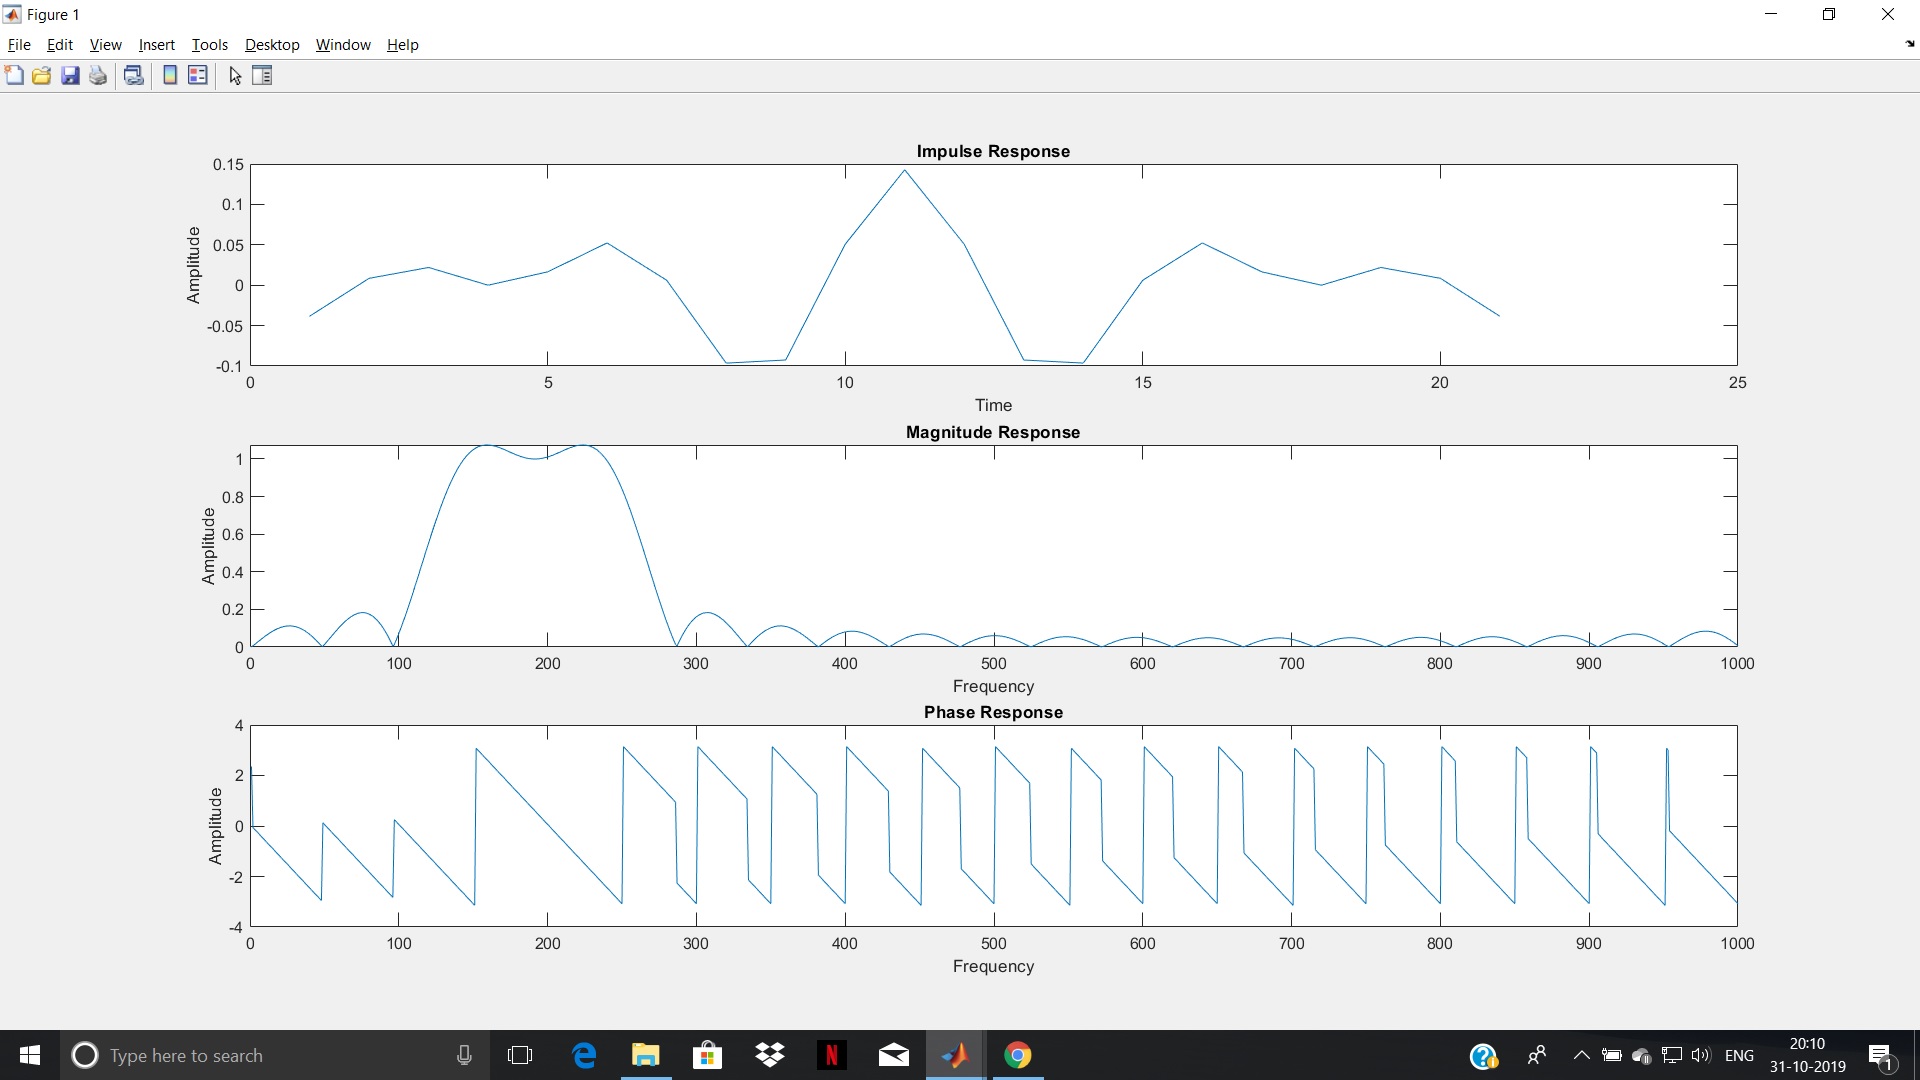 Figure 1
File Edit View Insert Tools Desktop Window Help
Impulse Response
0.15
0.1
0.05
0
-0.05
-0.1
Amplitude
0 5 10 15 20 25
Time
Magnitude Response
1
0.8
0.6
0.4
0.2
0
Amplitude
0 100 200 300 400 500 600 700 800 900 1000
Frequency
Phase Response
4
2
0
-2
-4
Amplitude
0 100 200 300 400 500 600 700 800 900 1000
Frequency
Type here to search
N
ENG
20:10
31-10-2019
1